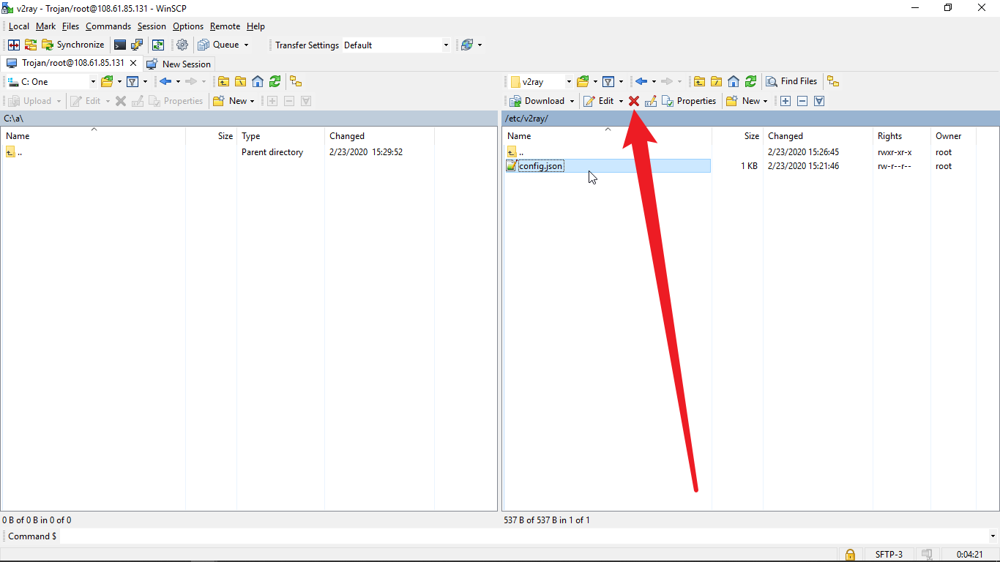 v2ray - Trojan/root@108.61.85.131 - WinSCP
Local Mark Files Commands Session Options Remote Help
Synchronize Queue Transfer Settings Default
Trojan/root@108.61.85.131 New Session
C: One
v2ray Find Files
Upload Edit Properties New
Download Edit Properties New
C:\a\
/etc/v2ray/
Name Size Type Changed
.. Parent directory 2/23/2020 15:29:52
Name Size Changed Rights Owner
.. 2/23/2020 15:26:45 rwxr-xr-x root
config.json 1 KB 2/23/2020 15:21:46 rw-r--r-- root
0 B of 0 B in 0 of 0
537 B of 537 B in 1 of 1
Command $
SFTP-3 0:04:21